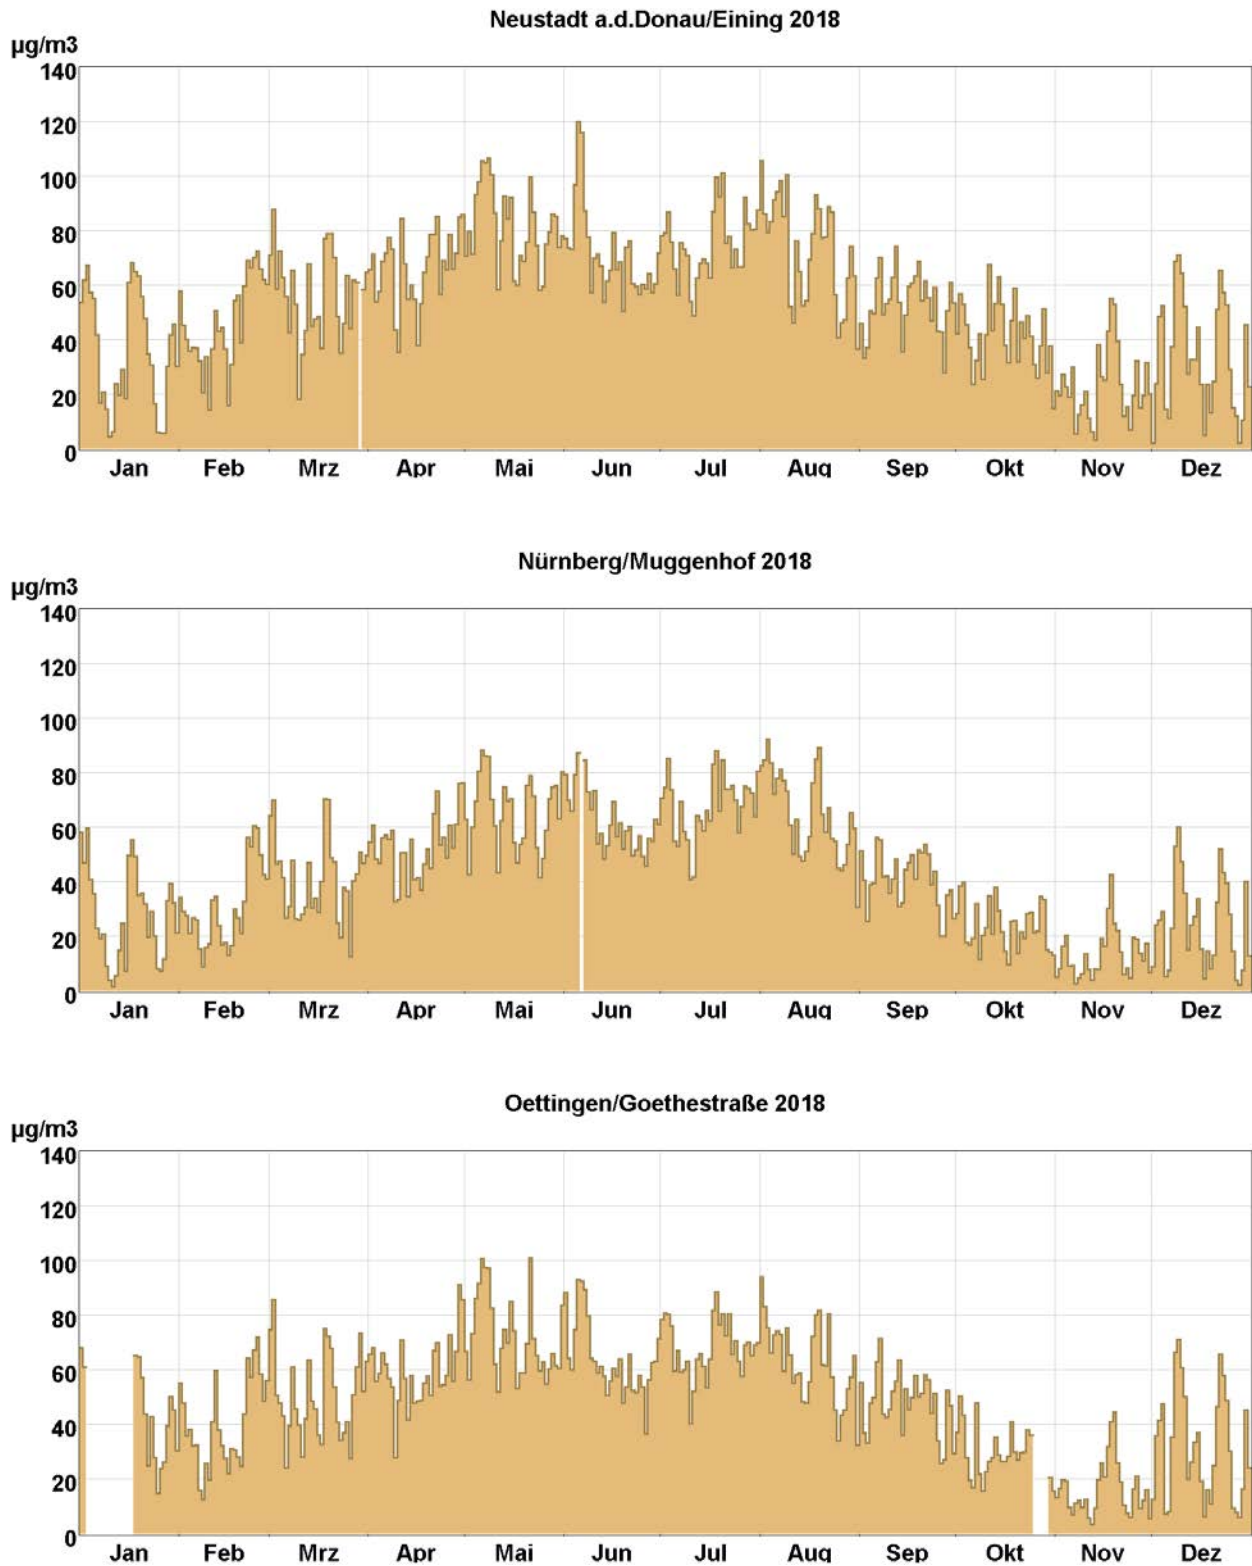 Neustadt a.d.Donau/Eining 2018
µg/m3
140
120
100
80
60
40
20
0
Jan Feb Mrz Apr Mai Jun Jul Aug Sep Okt Nov Dez
Nürnberg/Muggenhof 2018
µg/m3
140
120
100
80
60
40
20
0
Jan Feb Mrz Apr Mai Jun Jul Aug Sep Okt Nov Dez
Oettingen/Goethestraße 2018
µg/m3
140
120
100
80
60
40
20
0
Jan Feb Mrz Apr Mai Jun Jul Aug Sep Okt Nov Dez